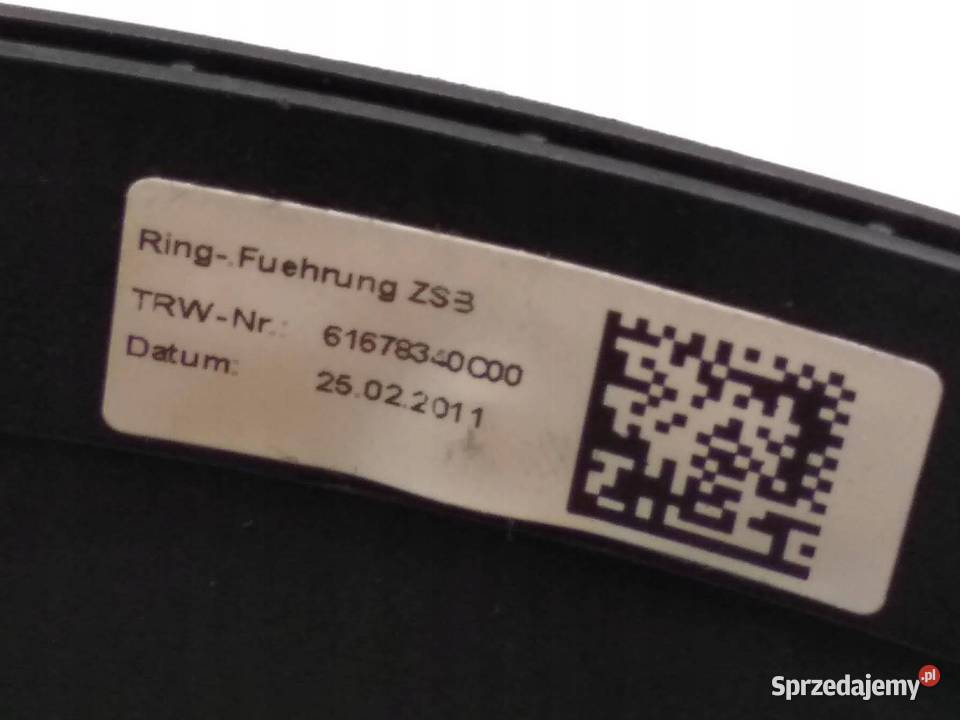 Ring-.Fuehrung ZSB
TRW-Nr.: 61678340C00
Datum: 25.02.2011
Sprzedajemy.pl